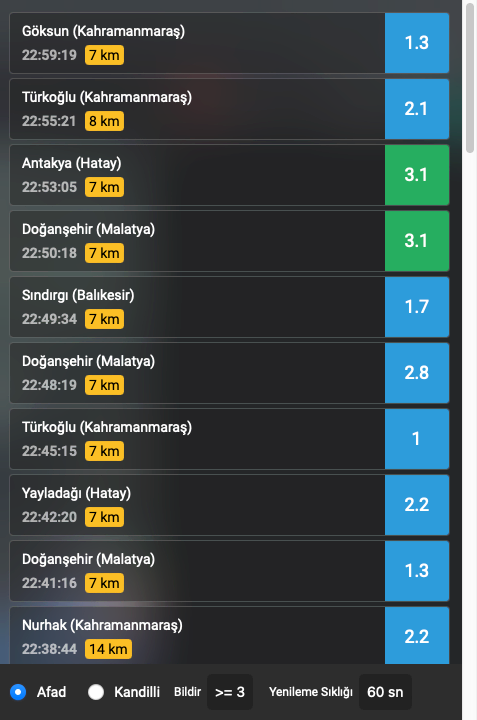 Göksun (Kahramanmaraş)
22:59:19 7 km
1.3
Türkoğlu (Kahramanmaraş)
22:55:21 8 km
2.1
Antakya (Hatay)
22:53:05 7 km
3.1
Doğanşehir (Malatya)
22:50:18 7 km
3.1
Sındırgı (Balıkesir)
22:49:34 7 km
1.7
Doğanşehir (Malatya)
22:48:19 7 km
2.8
Türkoğlu (Kahramanmaraş)
22:45:15 7 km
1
Yayladağı (Hatay)
22:42:20 7 km
2.2
Doğanşehir (Malatya)
22:41:16 7 km
1.3
Nurhak (Kahramanmaraş)
22:38:44 14 km
2.2
Afad Kandilli Bildir >= 3 Yenileme Sıklığı 60 sn